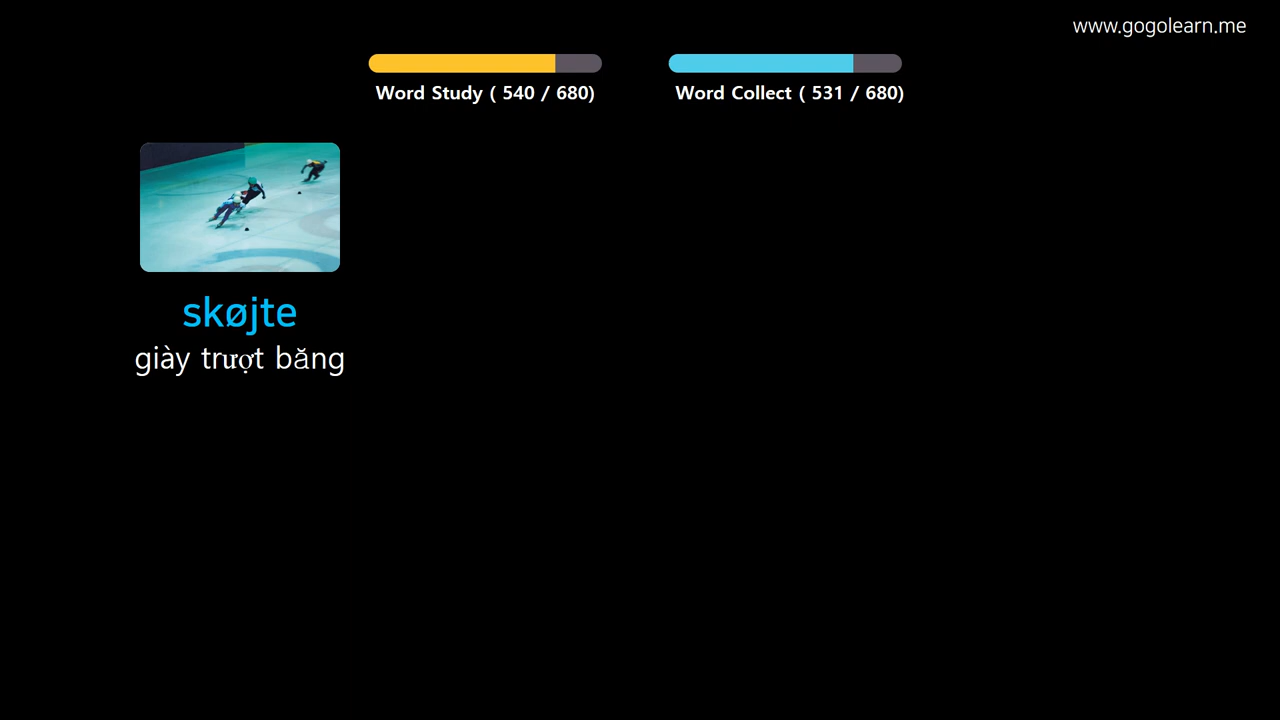 www.gogolearn.me
Word Study ( 540 / 680)
Word Collect ( 531 / 680)
skøjte
giày trượt băng